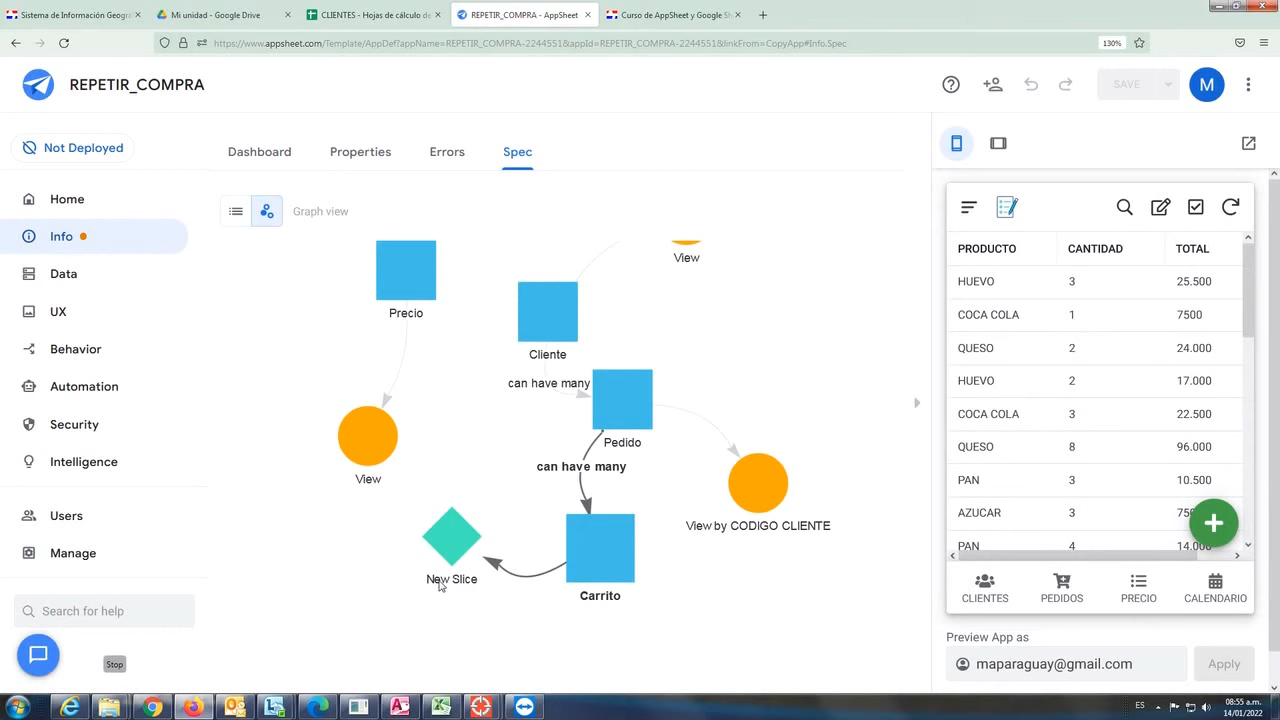 Sistema de Información Geogra
Mi unidad - Google Drive
CLIENTES - Hojas de cálculo de
REPETIR_COMPRA - AppSheet
Curso de AppSheet y Google Sh
https://www.appsheet.com/Template/AppDef?appName=REPETIR_COMPRA-2244551&appId=REPETIR_COMPRA-2244551&linkFrom=CopyApp#Info.Spec
130%
REPETIR_COMPRA
SAVE
M
Not Deployed
Home
Info
Data
UX
Behavior
Automation
Security
Intelligence
Users
Manage
Search for help
Stop
Dashboard
Properties
Errors
Spec
Graph view
View
Precio
Cliente
can have many
Pedido
can have many
View
View by CODIGO CLIENTE
New Slice
Carrito
PRODUCTO CANTIDAD TOTAL
HUEVO 3 25.500
COCA COLA 1 7500
QUESO 2 24.000
HUEVO 2 17.000
COCA COLA 3 22.500
QUESO 8 96.000
PAN 3 10.500
AZUCAR 3
PAN 4 14.000
CLIENTES PEDIDOS PRECIO CALENDARIO
Preview App as
maparaguay@gmail.com
Apply
ES
08:55 a.m.
14/01/2022